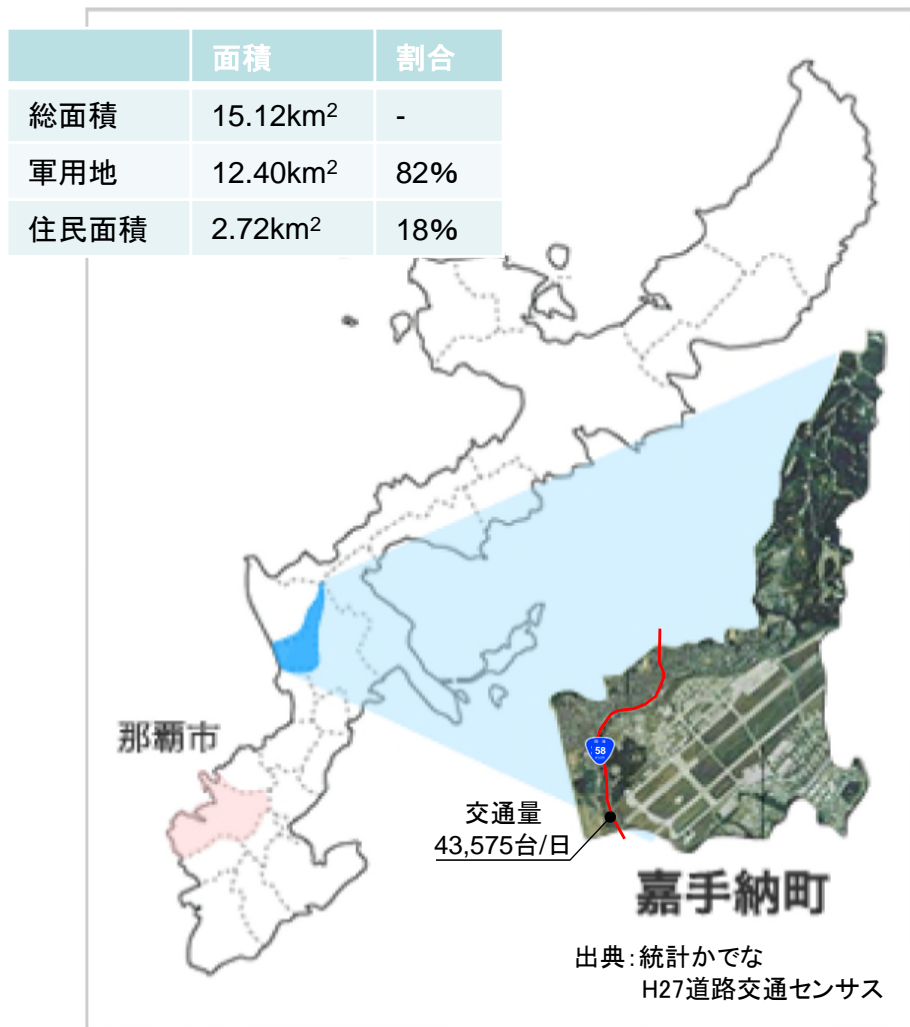 面積 割合
総面積 15.12km² -
軍用地 12.40km² 82%
住民面積 2.72km² 18%
那覇市
58
交通量
43,575台/日
嘉手納町
出典：統計かでな
H27道路交通センサス